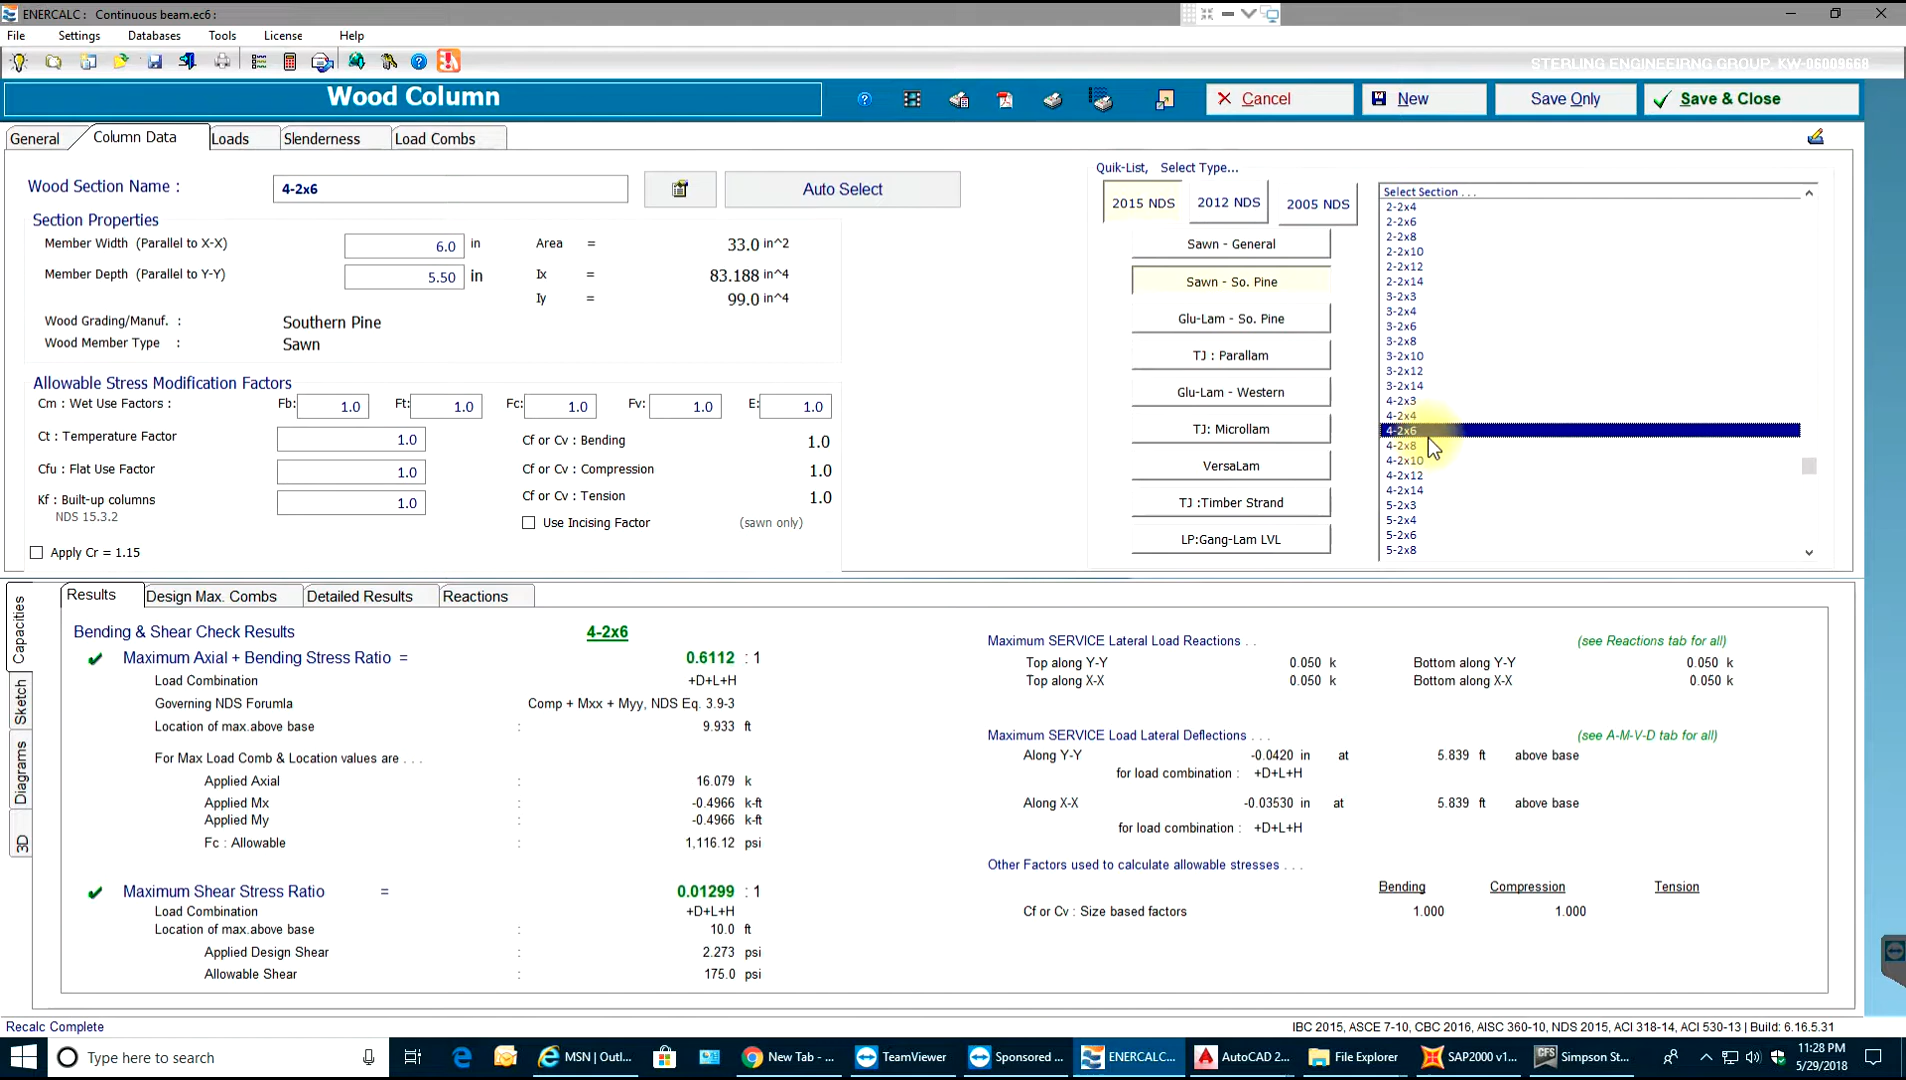 ENERCALC : Continuous beam.ec6 :
File Settings Databases Tools License Help
STERLING ENGINEEIRNG GROUP, KW-06009668
Wood Column
Cancel New Save Only Save & Close
General Column Data Loads Slenderness Load Combs
Wood Section Name : 4-2x6 Auto Select
Section Properties
Member Width (Parallel to X-X) 6.0 in Area = 33.0 in^2
Member Depth (Parallel to Y-Y) 5.50 in Ix = 83.188 in^4
Iy = 99.0 in^4
Wood Grading/Manuf. : Southern Pine
Wood Member Type : Sawn
Allowable Stress Modification Factors
Cm : Wet Use Factors : Fb: 1.0 Ft: 1.0 Fc: 1.0 Fv: 1.0 E: 1.0
Ct : Temperature Factor 1.0 Cf or Cv : Bending 1.0
Cfu : Flat Use Factor 1.0 Cf or Cv : Compression 1.0
Kf : Built-up columns 1.0 Cf or Cv : Tension 1.0
NDS 15.3.2
Use Incising Factor (sawn only)
Apply Cr = 1.15
Quik-List, Select Type...
2015 NDS 2012 NDS 2005 NDS
Sawn - General
Sawn - So. Pine
Glu-Lam - So. Pine
TJ : Parallam
Glu-Lam - Western
TJ: Microllam
VersaLam
TJ :Timber Strand
LP:Gang-Lam LVL
Select Section . . .
2-2x4
2-2x6
2-2x8
2-2x10
2-2x12
2-2x14
3-2x3
3-2x4
3-2x6
3-2x8
3-2x10
3-2x12
3-2x14
4-2x3
4-2x4
4-2x6
4-2x8
4-2x10
4-2x12
4-2x14
5-2x3
5-2x4
5-2x6
5-2x8
Capacities
Sketch
Diagrams
3D
Results Design Max. Combs Detailed Results Reactions
Bending & Shear Check Results 4-2x6
Maximum Axial + Bending Stress Ratio = 0.6112 : 1
Load Combination +D+L+H
Governing NDS Forumla Comp + Mxx + Myy, NDS Eq. 3.9-3
Location of max.above base : 9.933 ft
For Max Load Comb & Location values are . . .
Applied Axial : 16.079 k
Applied Mx : -0.4966 k-ft
Applied My : -0.4966 k-ft
Fc : Allowable : 1,116.12 psi
Maximum Shear Stress Ratio = 0.01299 : 1
Load Combination +D+L+H
Location of max.above base : 10.0 ft
Applied Design Shear : 2.273 psi
Allowable Shear : 175.0 psi
Maximum SERVICE Lateral Load Reactions . . (see Reactions tab for all)
Top along Y-Y 0.050 k Bottom along Y-Y 0.050 k
Top along X-X 0.050 k Bottom along X-X 0.050 k
Maximum SERVICE Load Lateral Deflections . . . (see A-M-V-D tab for all)
Along Y-Y -0.0420 in at 5.839 ft above base
for load combination : +D+L+H
Along X-X -0.03530 in at 5.839 ft above base
for load combination : +D+L+H
Other Factors used to calculate allowable stresses . . .
Bending Compression Tension
Cf or Cv : Size based factors 1.000 1.000
Recalc Complete
IBC 2015, ASCE 7-10, CBC 2016, AISC 360-10, NDS 2015, ACI 318-14, ACI 530-13 | Build: 6.16.5.31
Type here to search
MSN | Outl... New Tab - ... TeamViewer Sponsored ... ENERCALC... AutoCAD 2... File Explorer SAP2000 v1... CFS Simpson St...
11:28 PM
5/29/2018